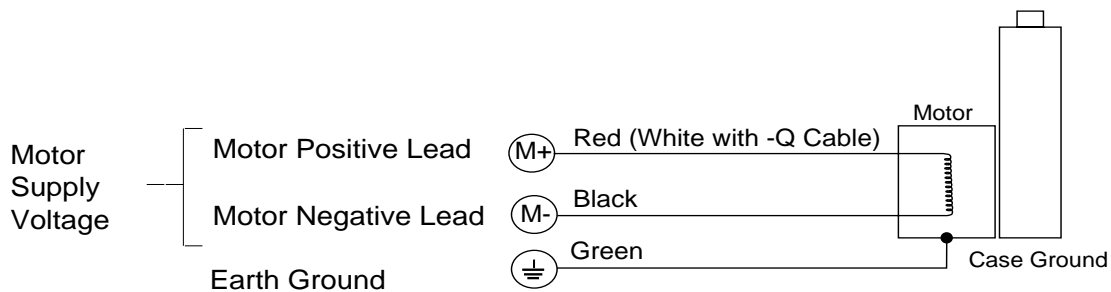 Motor
Supply
Voltage
Motor Positive Lead
M+
Red (White with -Q Cable)
Motor
Motor Negative Lead
M-
Black
Earth Ground
Green
Case Ground